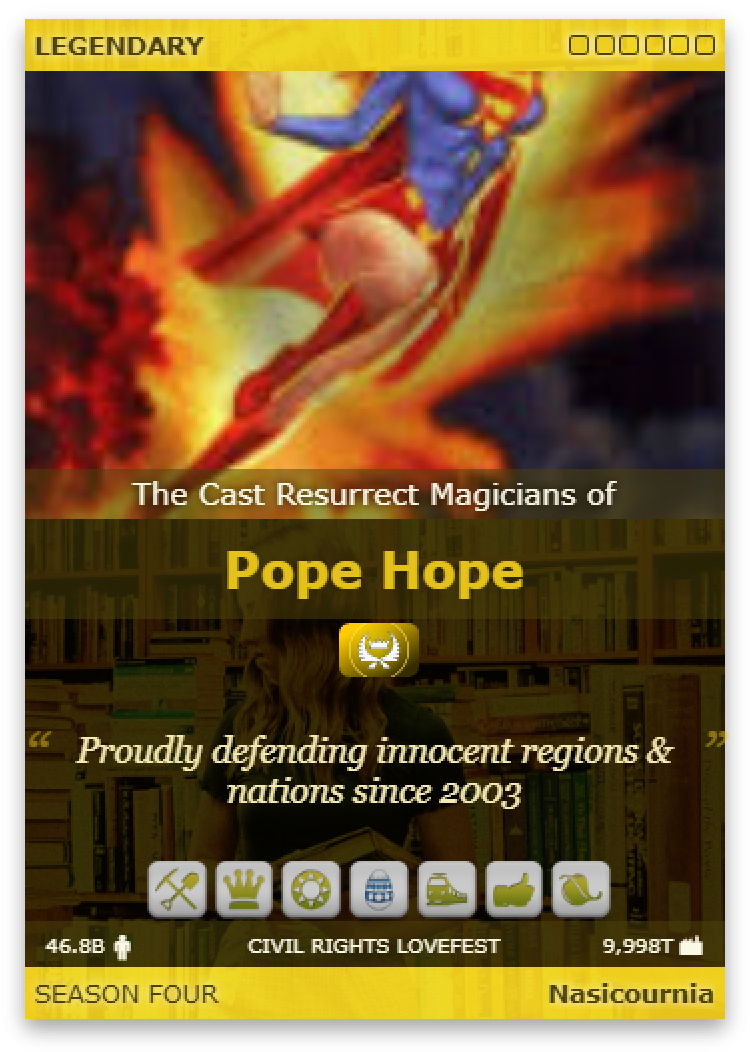 LEGENDARY
The Cast Resurrect Magicians of
Pope Hope
“ Proudly defending innocent regions & ”
nations since 2003
46.8B CIVIL RIGHTS LOVEFEST 9,998T
SEASON FOUR Nasicournia